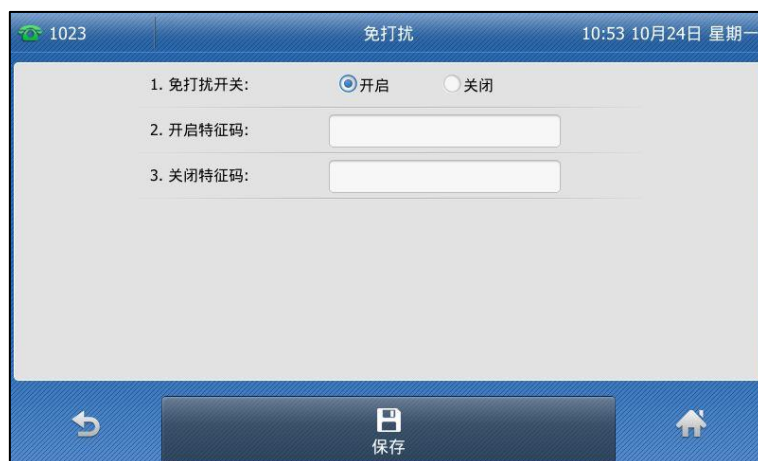 1023 免打扰 10:53 10月24日 星期一
1. 免打扰开关: 开启 关闭
2. 开启特征码:
3. 关闭特征码:
保存